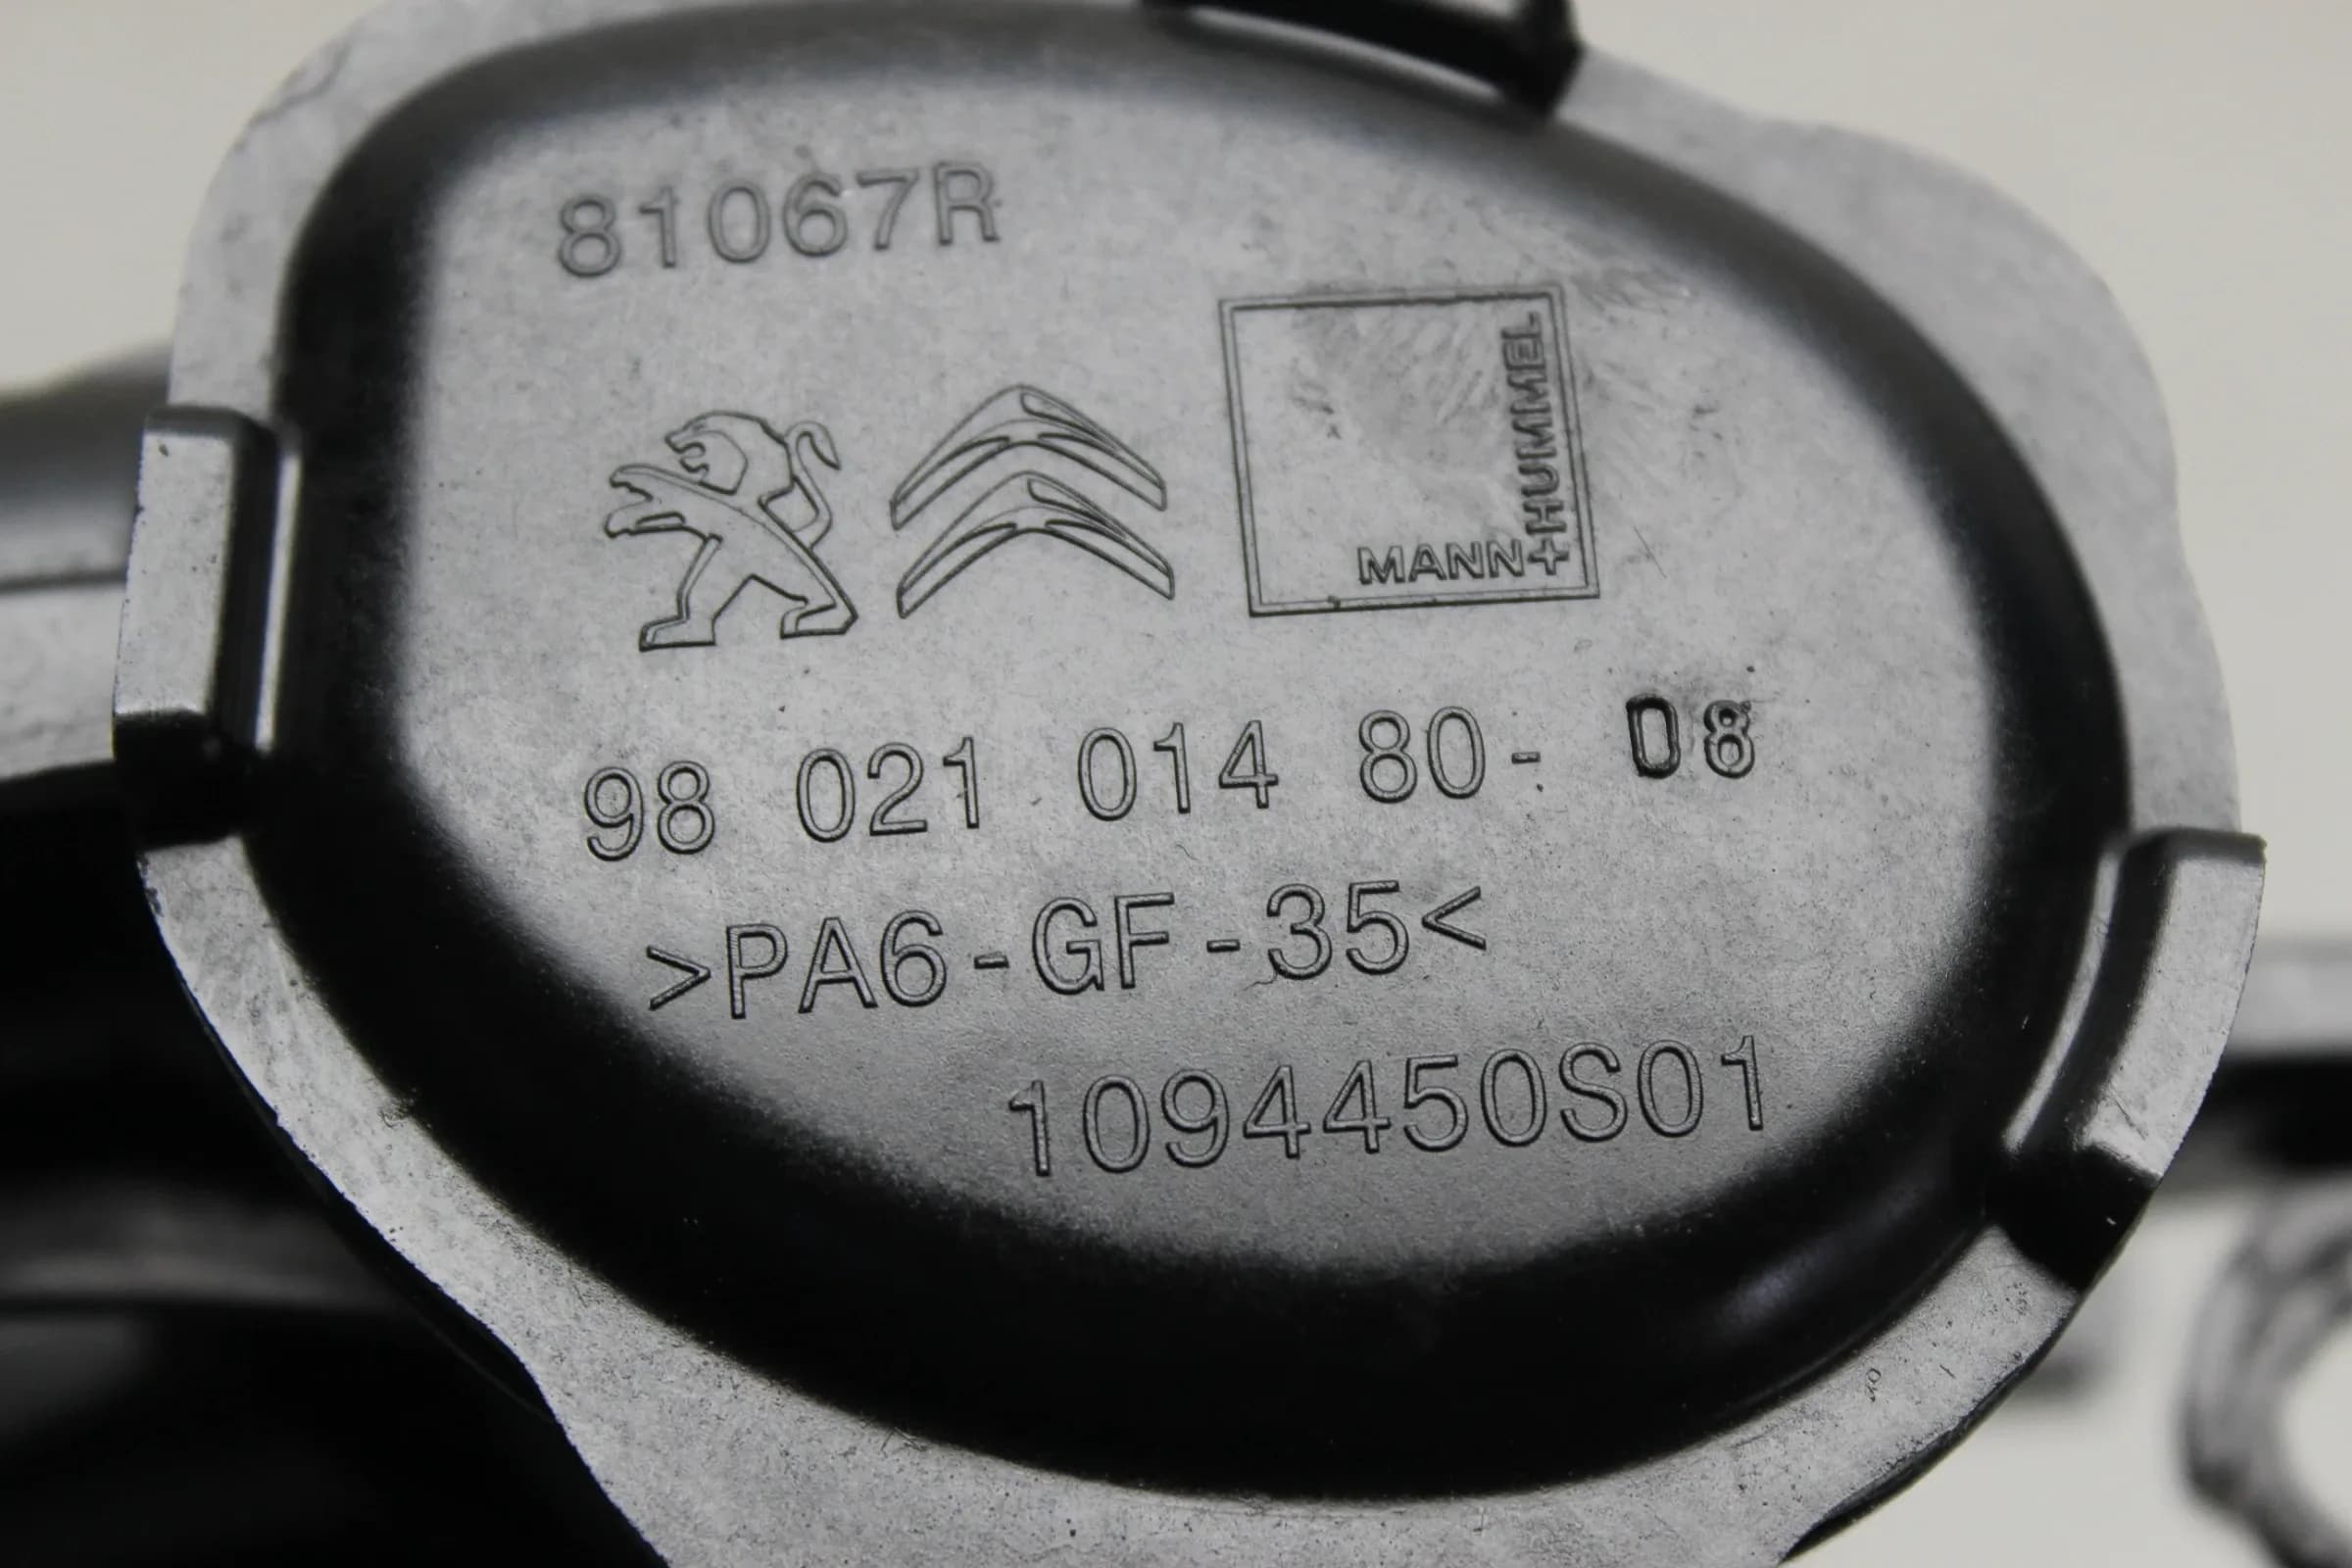 81067R
MANN+HUMMEL
98 021 014 80- 08
>PA6-GF-35<
1094450S01